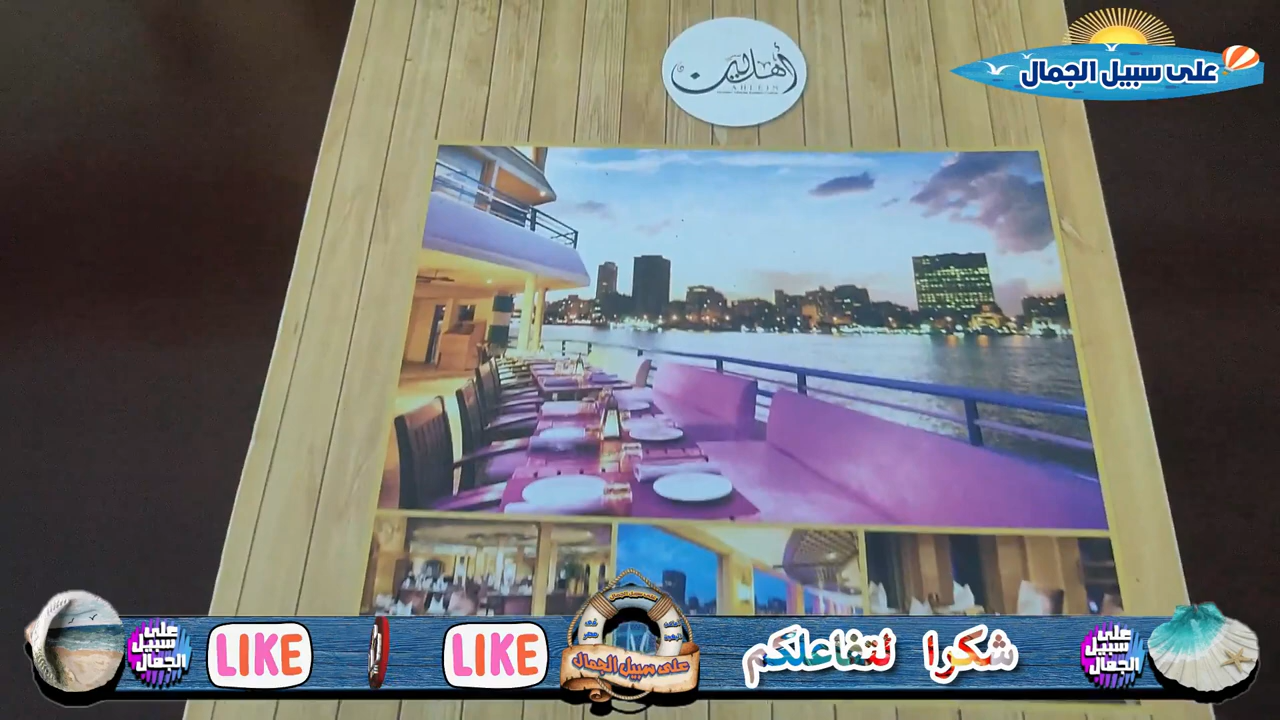 أهلين
AHLEIN
على سبيل الجمال
على
سبيل
الجمال
LIKE
LIKE
على سبيل الجمال
شكرا لتفاعلكم
على
سبيل
الجمال